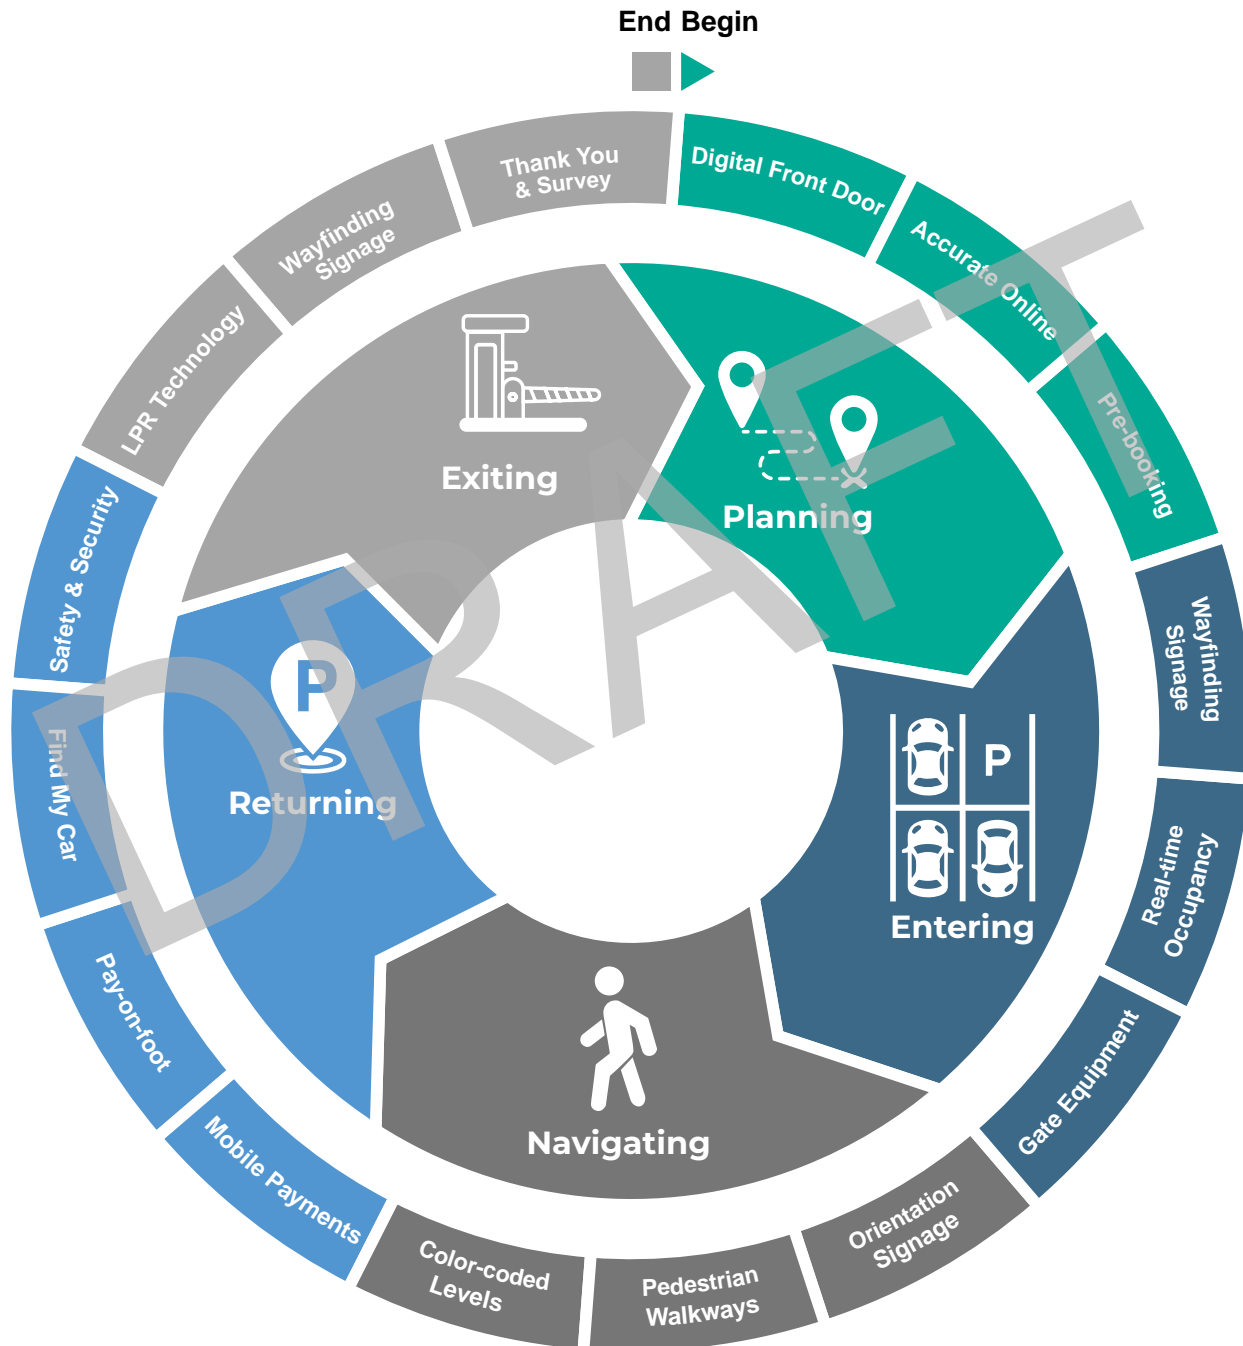 End Begin
Digital Front Door
Accurate Online
Pre-booking
Wayfinding
Signage
Real-time
Occupancy
Gate Equipment
Orientation
Signage
Pedestrian
Walkways
Color-coded
Levels
Mobile Payments
Pay-on-foot
Find My Car
Safety & Security
LPR Technology
Wayfinding
Signage
Thank You
& Survey
Planning
P
Entering
Navigating
P
Returning
Exiting
DRAFT